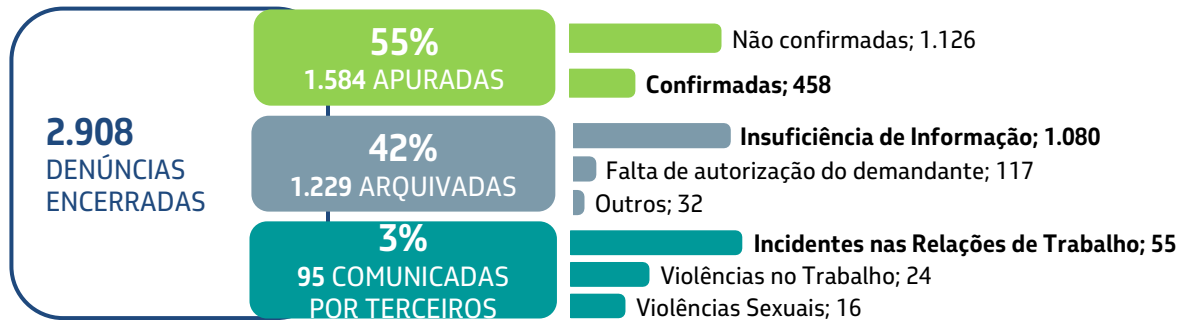 2.908
DENÚNCIAS
ENCERRADAS
55%
1.584 APURADAS
Não confirmadas; 1.126
Confirmadas; 458
42%
1.229 ARQUIVADAS
Insuficiência de Informação; 1.080
Falta de autorização do demandante; 117
Outros; 32
3%
95 COMUNICADAS
POR TERCEIROS
Incidentes nas Relações de Trabalho; 55
Violências no Trabalho; 24
Violências Sexuais; 16